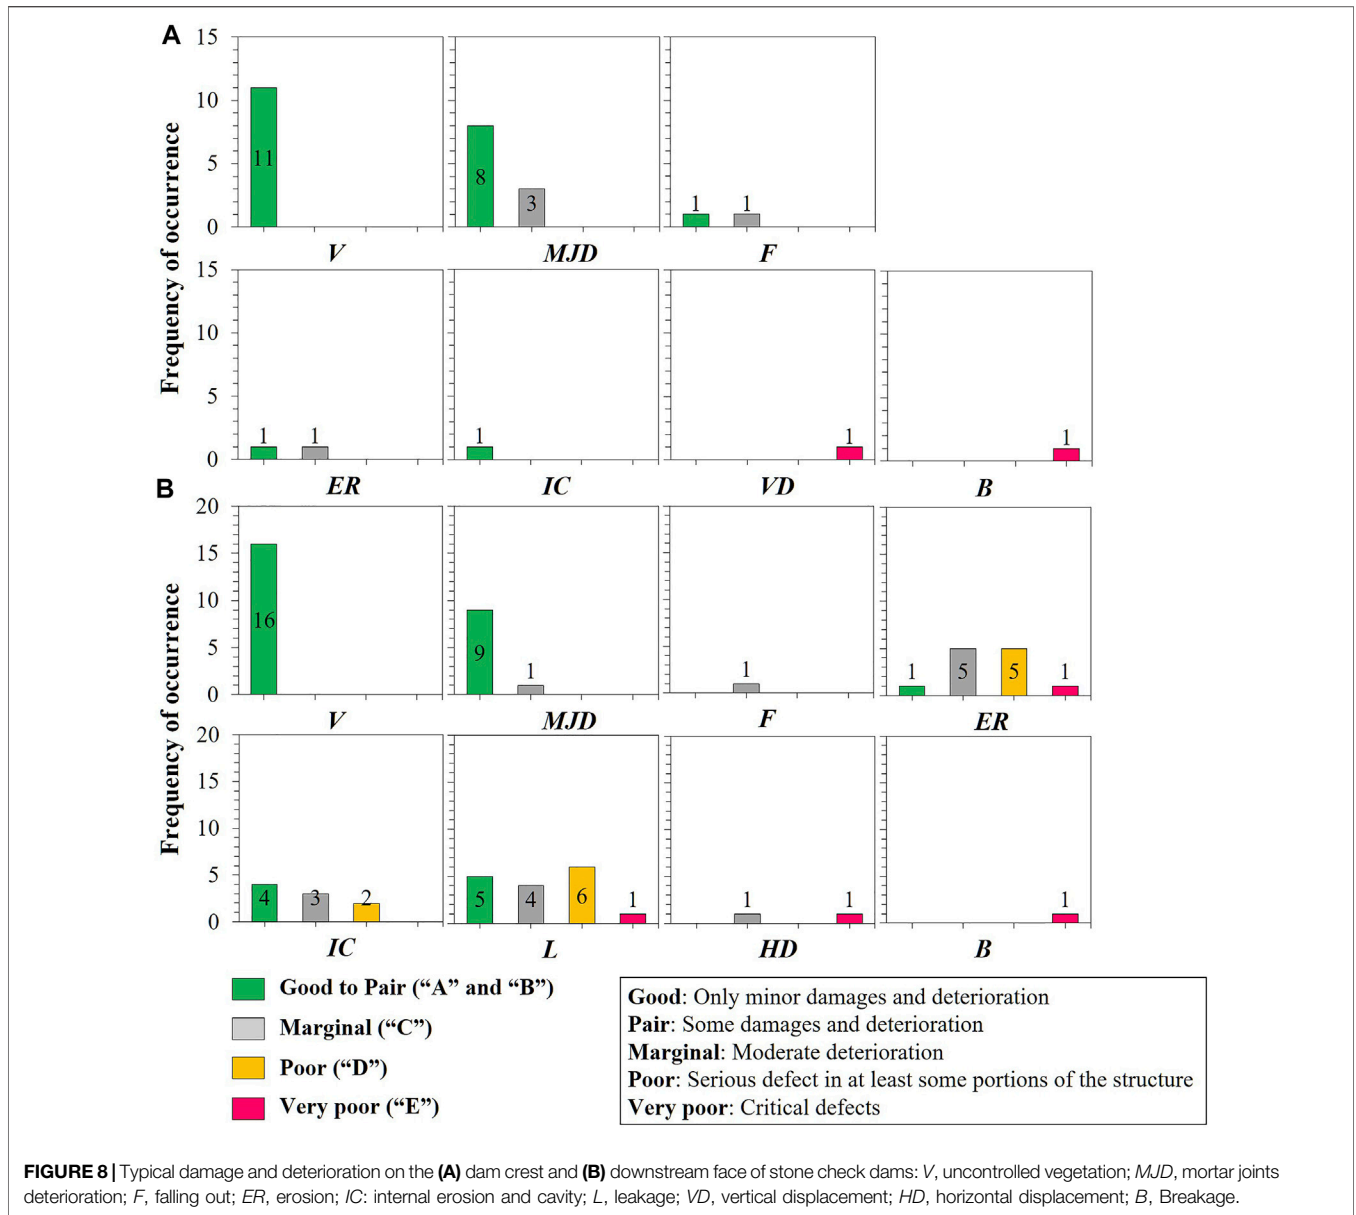 A
Frequency of occurrence
15
10
5
0
11
V
8
3
MJD
1
1
F
Frequency of occurrence
15
10
5
0
1
1
ER
1
IC
1
VD
1
B
B
Frequency of occurrence
20
15
10
5
0
16
V
9
1
MJD
1
F
1
5
5
1
ER
Frequency of occurrence
20
15
10
5
0
4
3
2
IC
5
4
6
1
L
1
1
HD
1
B
Good to Pair (“A” and “B”)
Marginal (“C”)
Poor (“D”)
Very poor (“E”)
Good: Only minor damages and deterioration
Pair: Some damages and deterioration
Marginal: Moderate deterioration
Poor: Serious defect in at least some portions of the structure
Very poor: Critical defects
FIGURE 8 | Typical damage and deterioration on the (A) dam crest and (B) downstream face of stone check dams: V, uncontrolled vegetation; MJD, mortar joints
deterioration; F, falling out; ER, erosion; IC: internal erosion and cavity; L, leakage; VD, vertical displacement; HD, horizontal displacement; B, Breakage.